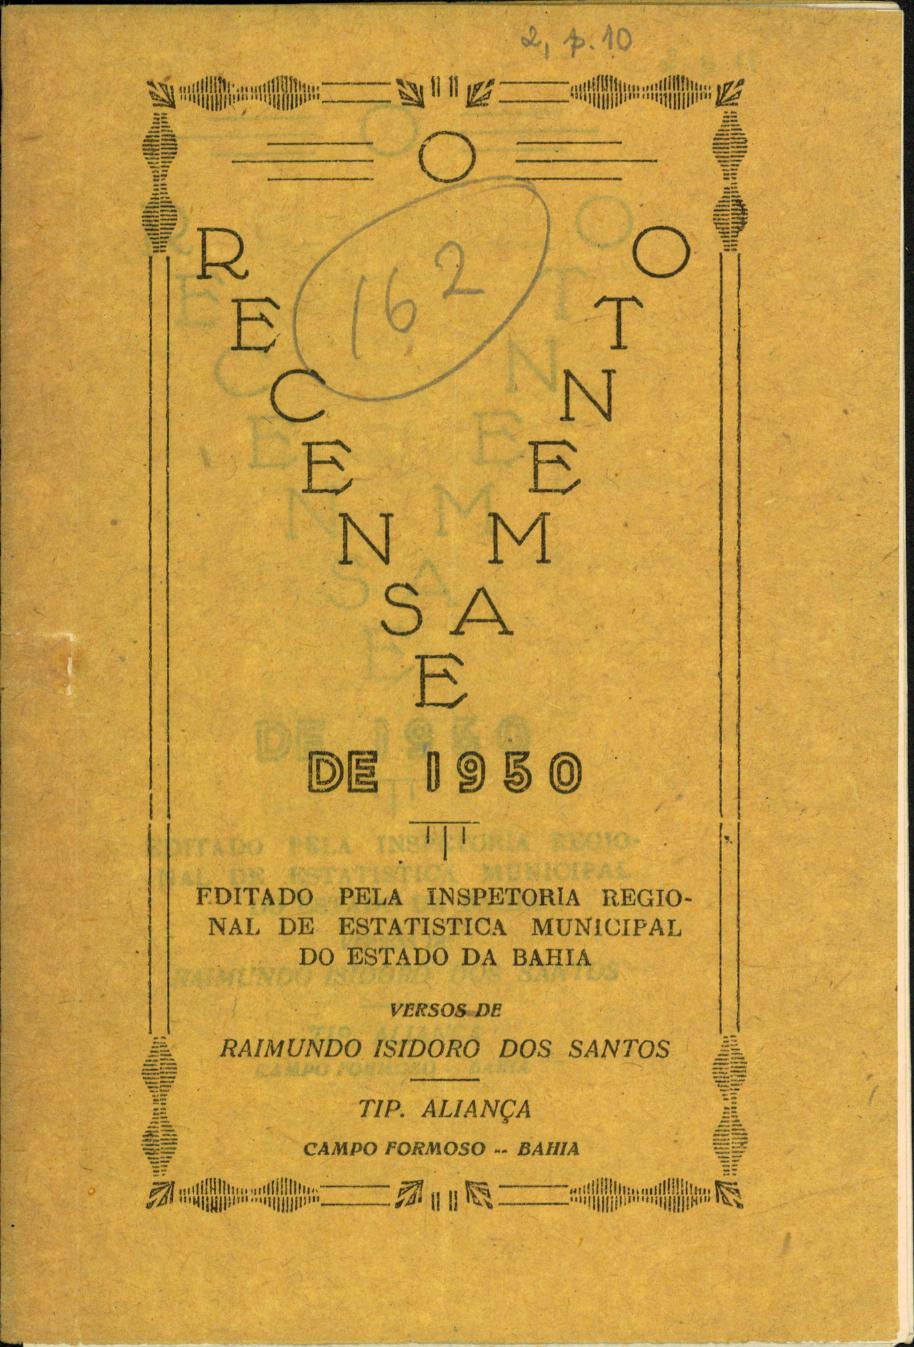 2, p. 10
O
RECENSEAMENTO
162
DE 1950
EDITADO PELA INSPETORIA REGIO-
NAL DE ESTATISTICA MUNICIPAL
DO ESTADO DA BAHIA
VERSOS DE
RAIMUNDO ISIDORO DOS SANTOS
TIP. ALIANÇA
CAMPO FORMOSO -- BAHIA